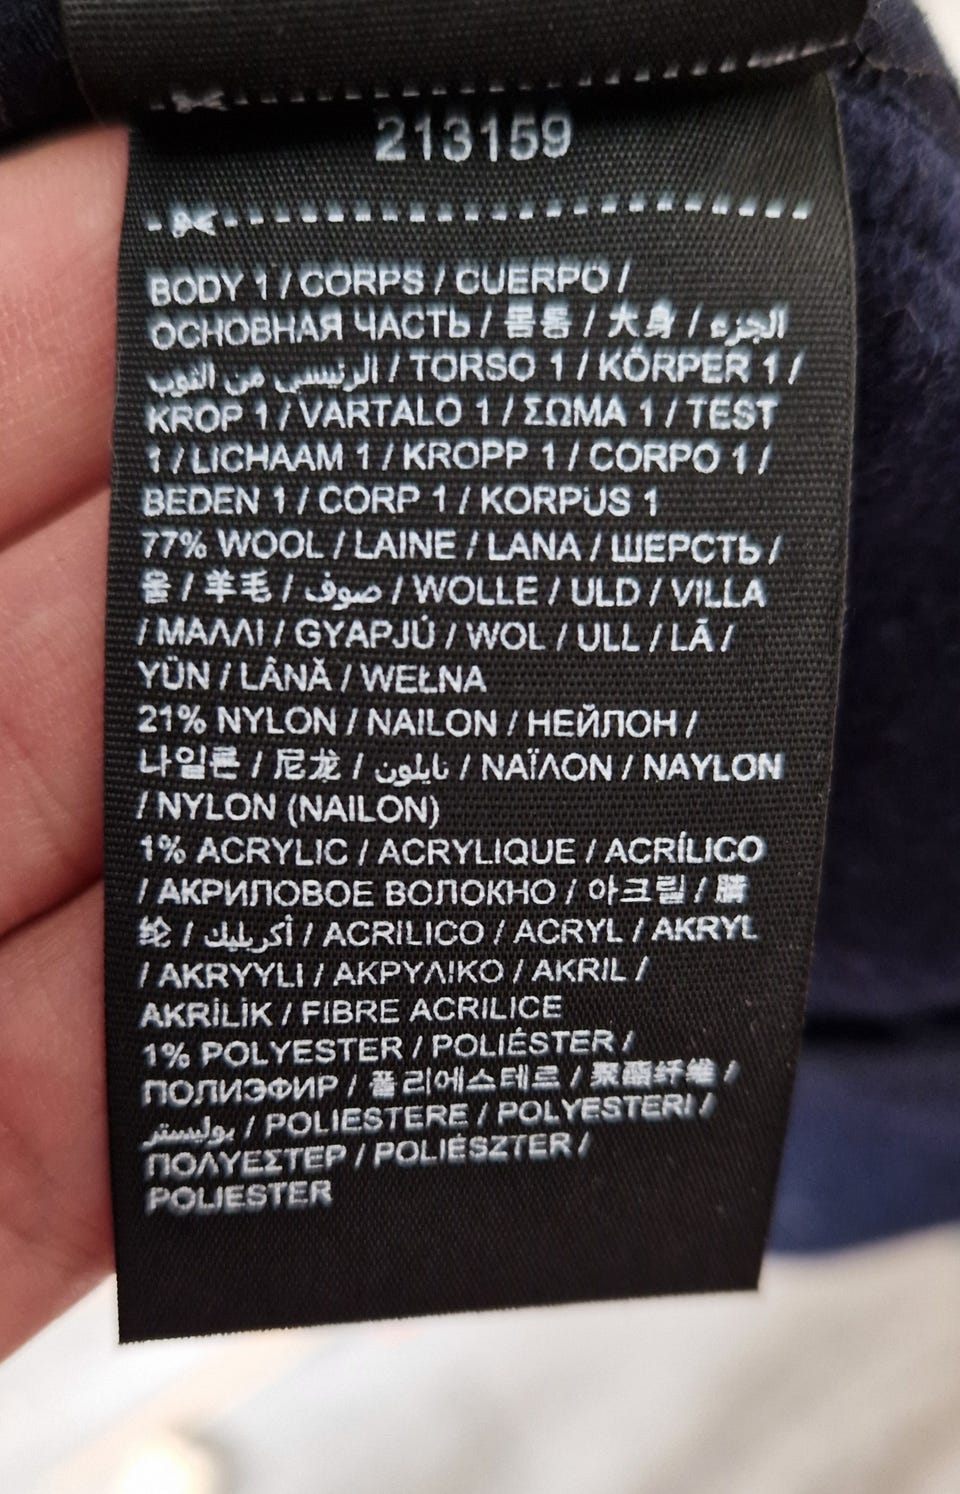 213159
BODY 1 / CORPS / CUERPO /
ОСНОВНАЯ ЧАСТЬ / 몸통 / 大身 / الجزء
الرئيسي من الثوب / TORSO 1 / KÖRPER 1 /
KROP 1 / VARTALO 1 / ΣΩΜΑ 1 / TEST
1 / LICHAAM 1 / KROPP 1 / CORPO 1 /
BEDEN 1 / CORP 1 / KORPUS 1
77% WOOL / LAINE / LANA / ШЕРСТЬ /
울 / 羊毛 / صوف / WOLLE / ULD / VILLA
/ ΜΑΛΛΙ / GYAPJÚ / WOL / ULL / LÃ /
YÜN / LÂNĂ / WEŁNA
21% NYLON / NAILON / НЕЙЛОН /
나일론 / 尼龙 / نايلون / ΝΑΪΛΟΝ / NAYLON
/ NYLON (NAILON)
1% ACRYLIC / ACRYLIQUE / ACRÍLICO
/ АКРИЛОВОЕ ВОЛОКНО / 아크릴 / 腈
纶 / أكريليك / ACRILICO / ACRYL / AKRYL
/ AKRYYLI / ΑΚΡΥΛΙΚΟ / AKRIL /
AKRİLİK / FIBRE ACRILICE
1% POLYESTER / POLIÉSTER /
ПОЛИЭФИР / 폴리에스테르 / 聚酯纤维 /
بوليستر / POLIESTERE / POLYESTERI /
ΠΟΛΥΕΣΤΕΡ / POLIÉSZTER /
POLIESTER